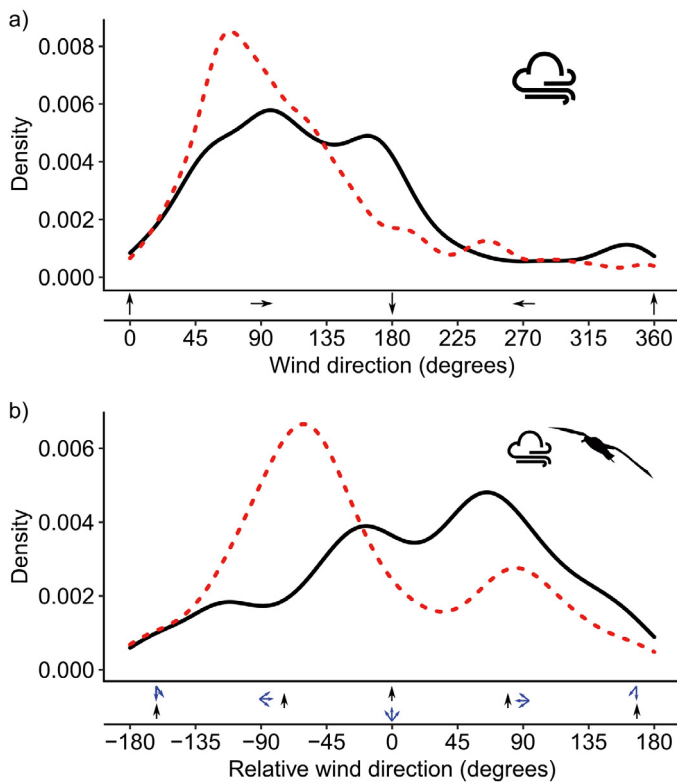 a)
0.008
0.006
0.004
0.002
0.000
Density
0 45 90 135 180 225 270 315 360
Wind direction (degrees)
b)
0.006
0.004
0.002
0.000
Density
−180 −135 −90 −45 0 45 90 135 180
Relative wind direction (degrees)